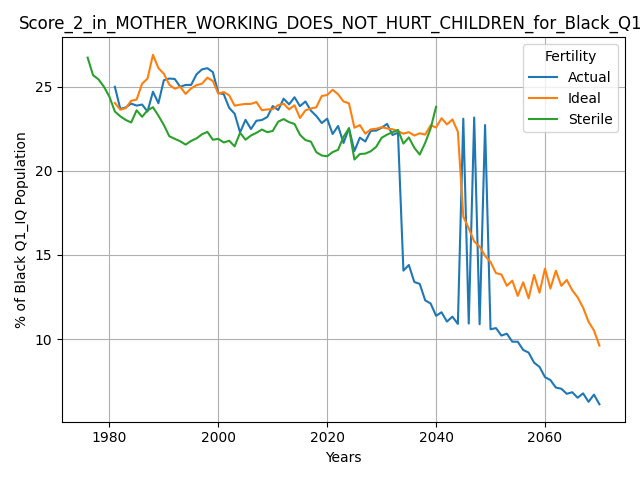 Score_2_in_MOTHER_WORKING_DOES_NOT_HURT_CHILDREN_for_Black_Q1
Fertility
Actual
Ideal
Sterile
% of Black Q1_IQ Population
25
20
15
10
1980
2000
2020
2040
2060
Years